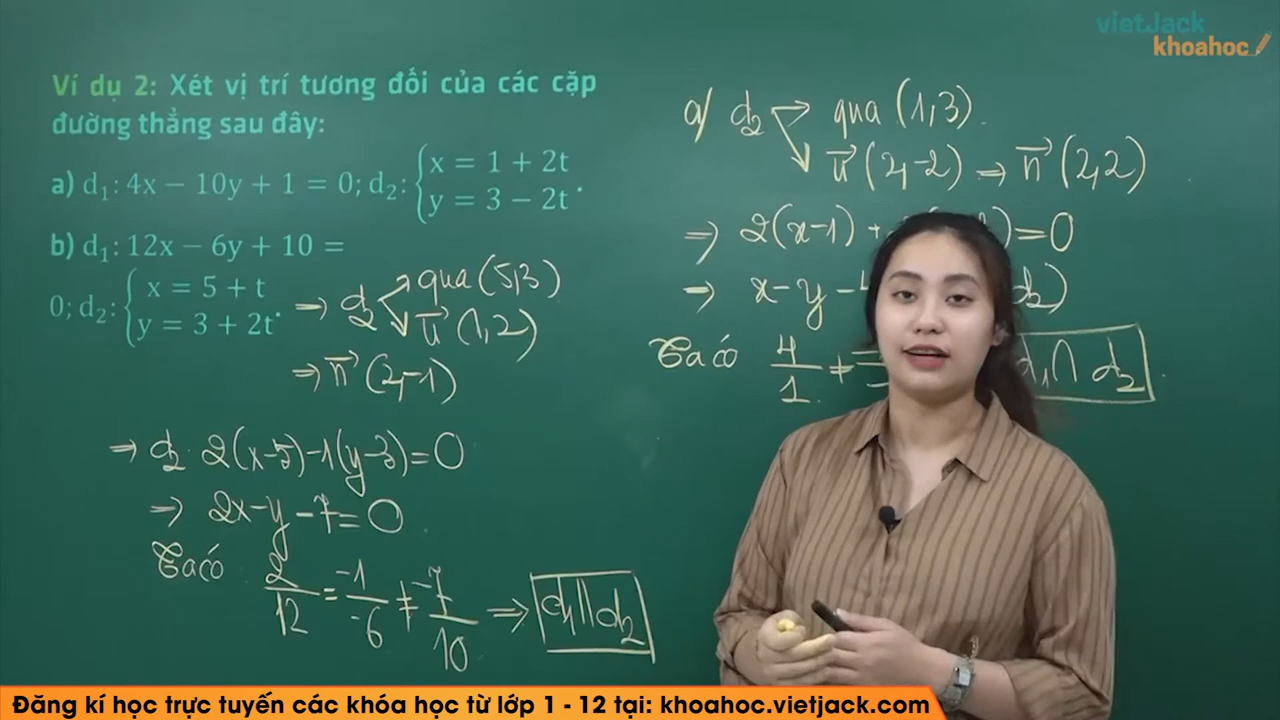 vietJack
khoahoc
Ví dụ 2: Xét vị trí tương đối của các cặp
đường thẳng sau đây:
a) d₁: 4x − 10y + 1 = 0; d₂: { x = 1 + 2t
y = 3 − 2t .
b) d₁: 12x − 6y + 10 =
0; d₂: { x = 5 + t
y = 3 + 2t .
⇒ d₂ qua (5,3)
u⃗ (1,2)
⇒ n⃗ (2,-1)
⇒ d₂: 2(x-5)-1(y-3)=0
⇒ 2x-y-7=0
Ta có 2/12 = -1/-6 ≠ -7/10 ⇒ d₁ || d₂
a/ d₂ qua (1,3).
u⃗ (2,-2) ⇒ n⃗ (2,2)
⇒ 2(x-1) + )=0
⇒ x-y-4 d₂)
Ta có 4/1 ≠ d₁ ∩ d₂
Đăng kí học trực tuyến các khóa học từ lớp 1 - 12 tại: khoahoc.vietjack.com